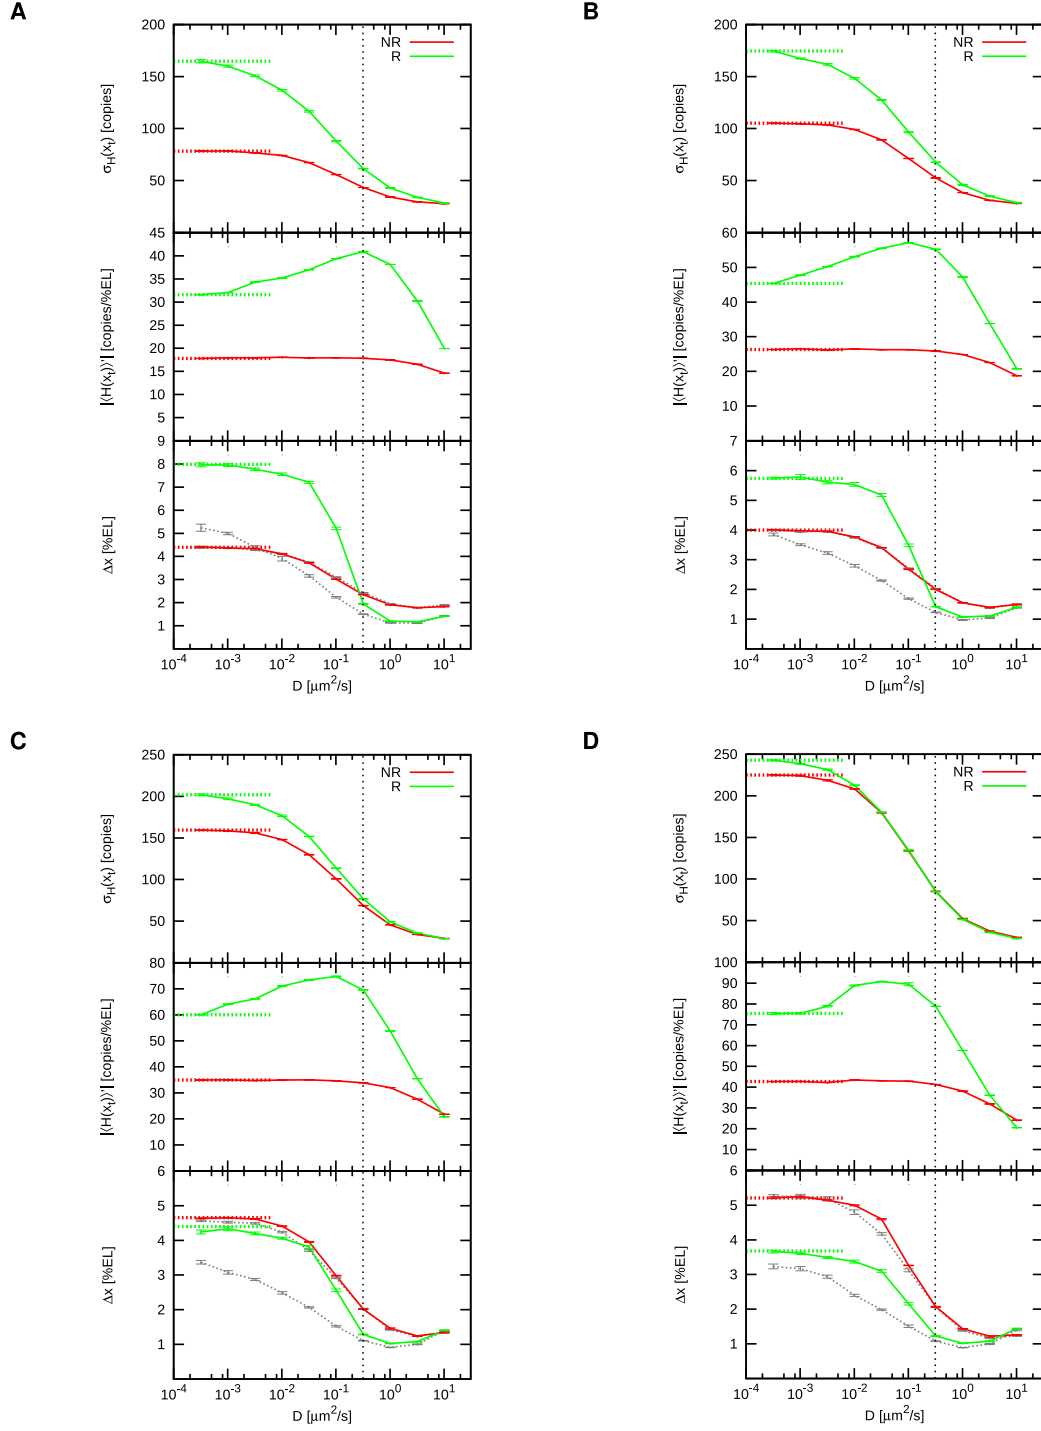 A
200
150
100
50
σH(xt) [copies]
NR
R
45
40
35
30
25
20
15
10
5
|⟨H(xt)⟩'| [copies/%EL]
9
8
7
6
5
4
3
2
1
Δx [%EL]
10-4 10-3 10-2 10-1 100 101
D [μm2/s]
B
200
150
100
50
σH(xt) [copies]
NR
R
60
50
40
30
20
10
|⟨H(xt)⟩'| [copies/%EL]
7
6
5
4
3
2
1
Δx [%EL]
10-4 10-3 10-2 10-1 100 101
D [μm2/s]
C
250
200
150
100
50
σH(xt) [copies]
NR
R
80
70
60
50
40
30
20
10
|⟨H(xt)⟩'| [copies/%EL]
6
5
4
3
2
1
Δx [%EL]
10-4 10-3 10-2 10-1 100 101
D [μm2/s]
D
250
200
150
100
50
σH(xt) [copies]
NR
R
100
90
80
70
60
50
40
30
20
10
|⟨H(xt)⟩'| [copies/%EL]
6
5
4
3
2
1
Δx [%EL]
10-4 10-3 10-2 10-1 100 101
D [μm2/s]